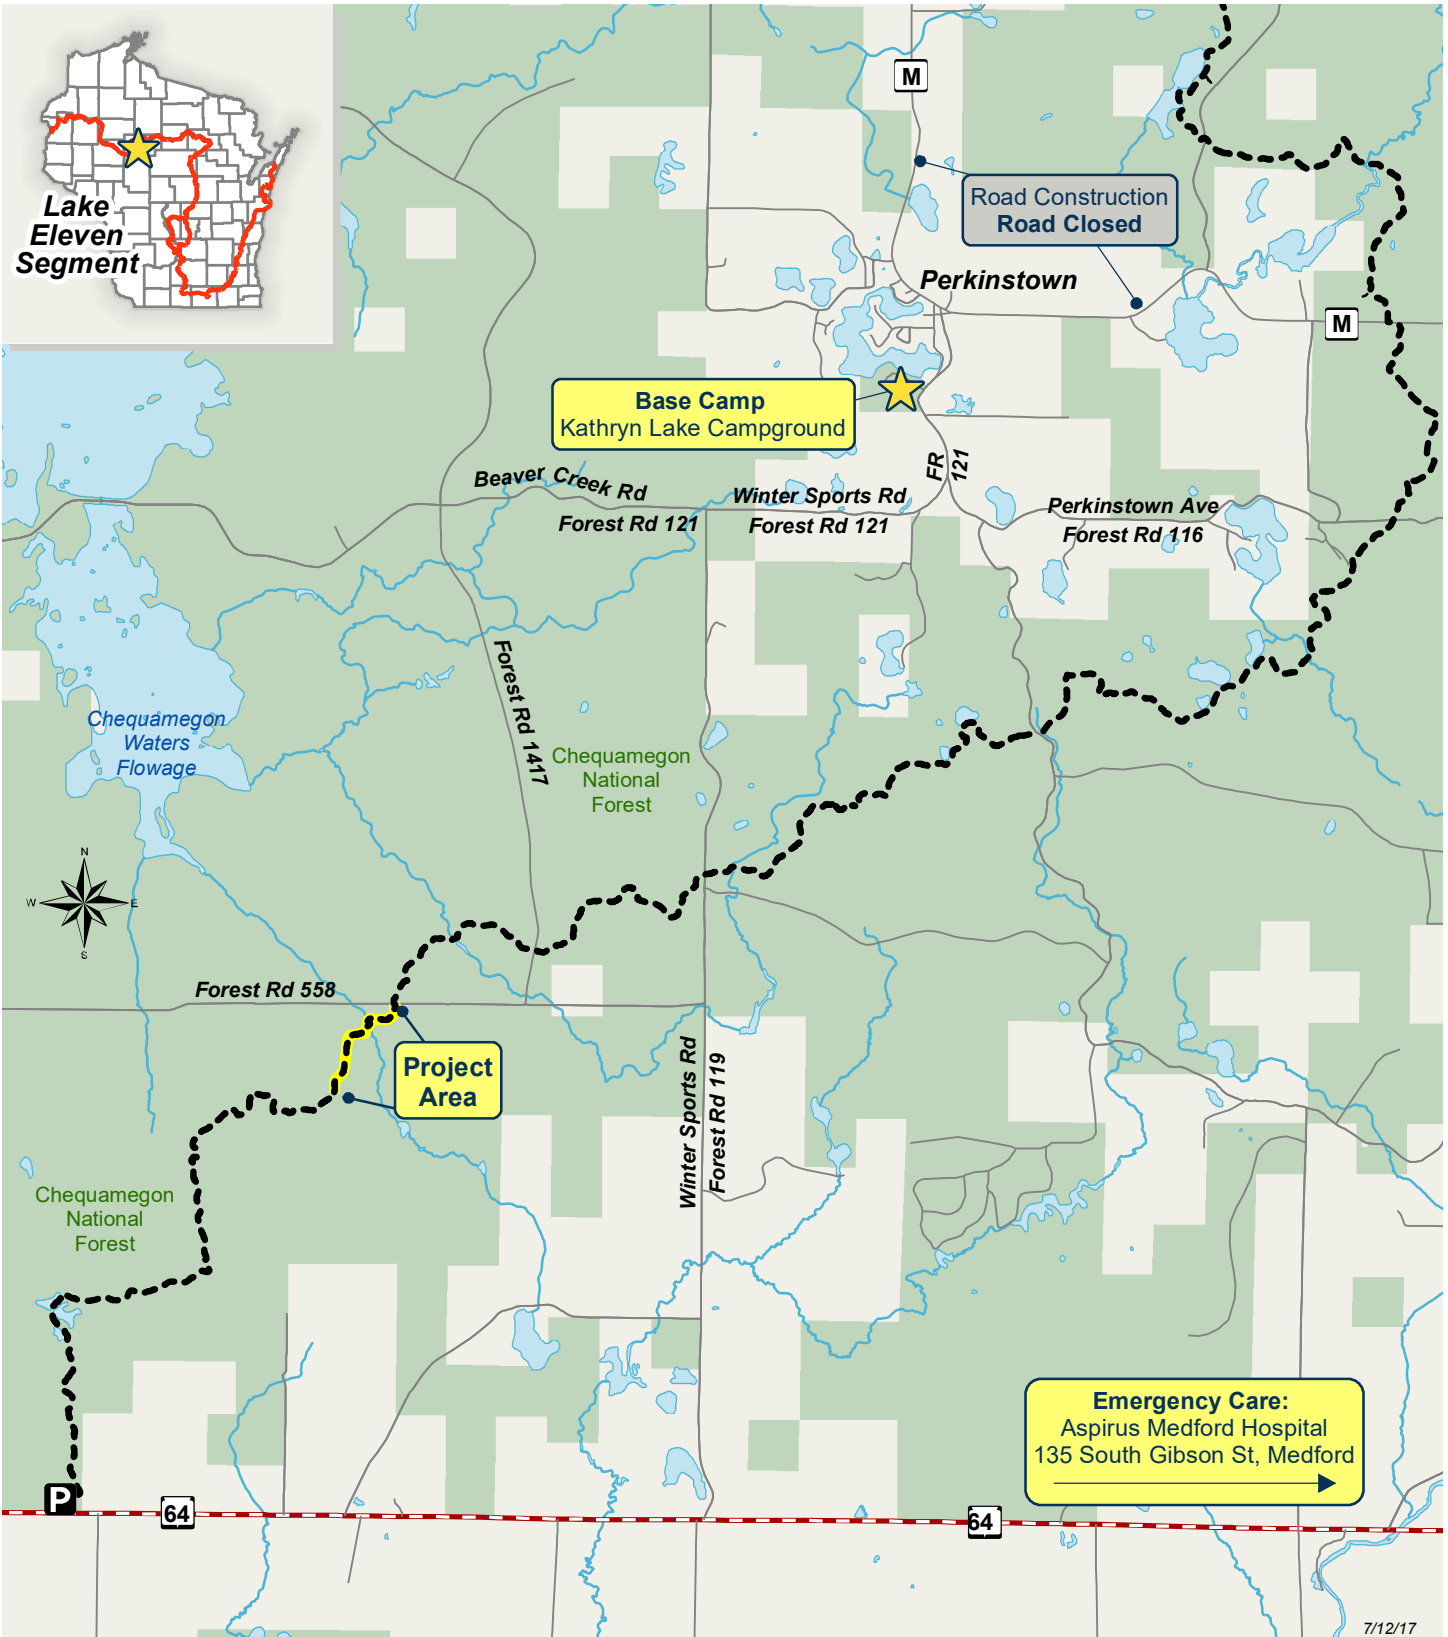 Lake
Eleven
Segment
M
Road Construction
Road Closed
Perkinstown
M
Base Camp
Kathryn Lake Campground
FR
121
Beaver Creek Rd
Forest Rd 121
Winter Sports Rd
Forest Rd 121
Perkinstown Ave
Forest Rd 116
Forest Rd 1417
Chequamegon
Waters
Flowage
Chequamegon
National
Forest
N
W
E
S
Forest Rd 558
Project
Area
Winter Sports Rd
Forest Rd 119
Chequamegon
National
Forest
Emergency Care:
Aspirus Medford Hospital
135 South Gibson St, Medford
P
64
64
7/12/17